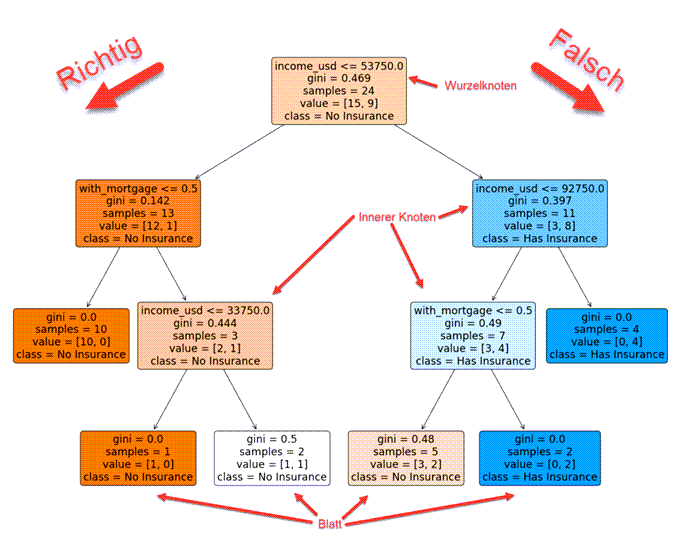 Richtig
Falsch
income_usd <= 53750.0
gini = 0.469
samples = 24
value = [15, 9]
class = No Insurance
Wurzelknoten
with_mortgage <= 0.5
gini = 0.142
samples = 13
value = [12, 1]
class = No Insurance
income_usd <= 92750.0
gini = 0.397
samples = 11
value = [3, 8]
class = Has Insurance
Innerer Knoten
gini = 0.0
samples = 10
value = [10, 0]
class = No Insurance
income_usd <= 33750.0
gini = 0.444
samples = 3
value = [2, 1]
class = No Insurance
with_mortgage <= 0.5
gini = 0.49
samples = 7
value = [3, 4]
class = Has Insurance
gini = 0.0
samples = 4
value = [0, 4]
class = Has Insurance
gini = 0.0
samples = 1
value = [1, 0]
class = No Insurance
gini = 0.5
samples = 2
value = [1, 1]
class = No Insurance
gini = 0.48
samples = 5
value = [3, 2]
class = No Insurance
gini = 0.0
samples = 2
value = [0, 2]
class = Has Insurance
Blatt